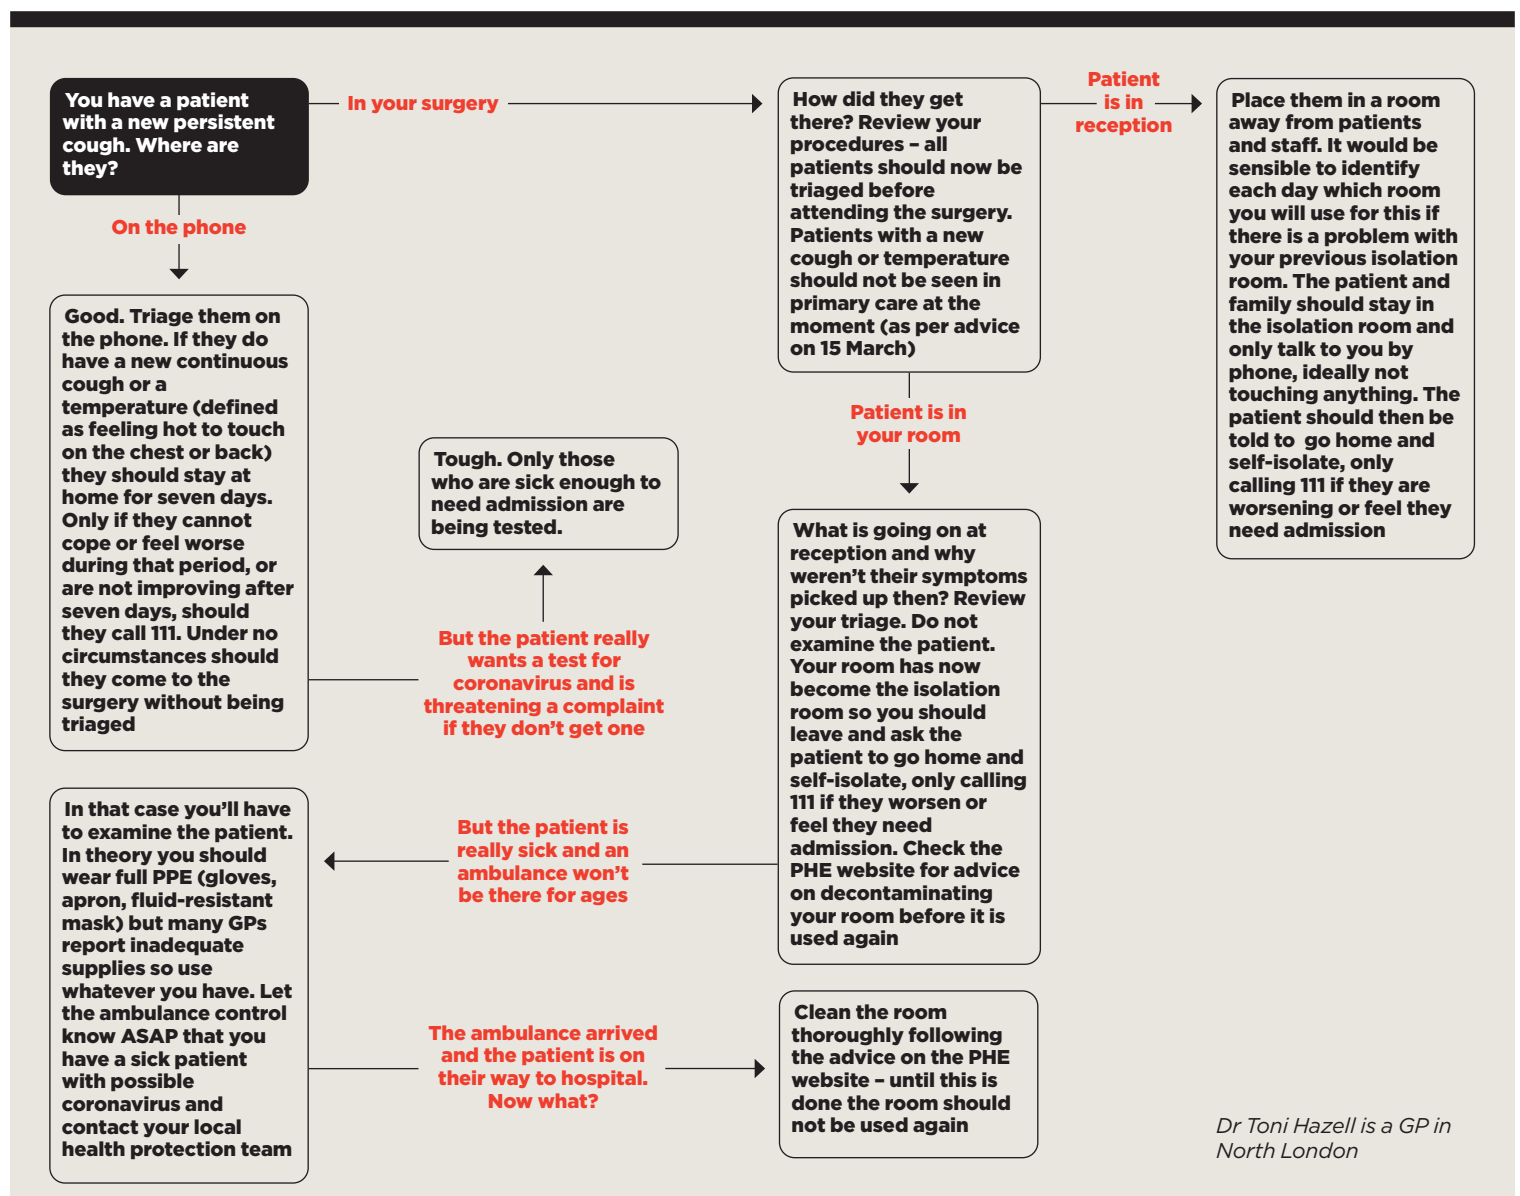 You have a patient
with a new persistent
cough. Where are
they?
In your surgery
How did they get
there? Review your
procedures – all
patients should now be
triaged before
attending the surgery.
Patients with a new
cough or temperature
should not be seen in
primary care at the
moment (as per advice
on 15 March)
Patient
is in
reception
Place them in a room
away from patients
and staff. It would be
sensible to identify
each day which room
you will use for this if
there is a problem with
your previous isolation
room. The patient and
family should stay in
the isolation room and
only talk to you by
phone, ideally not
touching anything. The
patient should then be
told to  go home and
self-isolate, only
calling 111 if they are
worsening or feel they
need admission
On the phone
Good. Triage them on
the phone. If they do
have a new continuous
cough or a
temperature (defined
as feeling hot to touch
on the chest or back)
they should stay at
home for seven days.
Only if they cannot
cope or feel worse
during that period, or
are not improving after
seven days, should
they call 111. Under no
circumstances should
they come to the
surgery without being
triaged
Tough. Only those
who are sick enough to
need admission are
being tested.
But the patient really
wants a test for
coronavirus and is
threatening a complaint
if they don’t get one
Patient is in
your room
What is going on at
reception and why
weren’t their symptoms
picked up then? Review
your triage. Do not
examine the patient.
Your room has now
become the isolation
room so you should
leave and ask the
patient to go home and
self-isolate, only calling
111 if they worsen or
feel they need
admission. Check the
PHE website for advice
on decontaminating
your room before it is
used again
But the patient is
really sick and an
ambulance won’t
be there for ages
In that case you’ll have
to examine the patient.
In theory you should
wear full PPE (gloves,
apron, fluid-resistant
mask) but many GPs
report inadequate
supplies so use
whatever you have. Let
the ambulance control
know ASAP that you
have a sick patient
with possible
coronavirus and
contact your local
health protection team
The ambulance arrived
and the patient is on
their way to hospital.
Now what?
Clean the room
thoroughly following
the advice on the PHE
website – until this is
done the room should
not be used again
Dr Toni Hazell is a GP in
North London